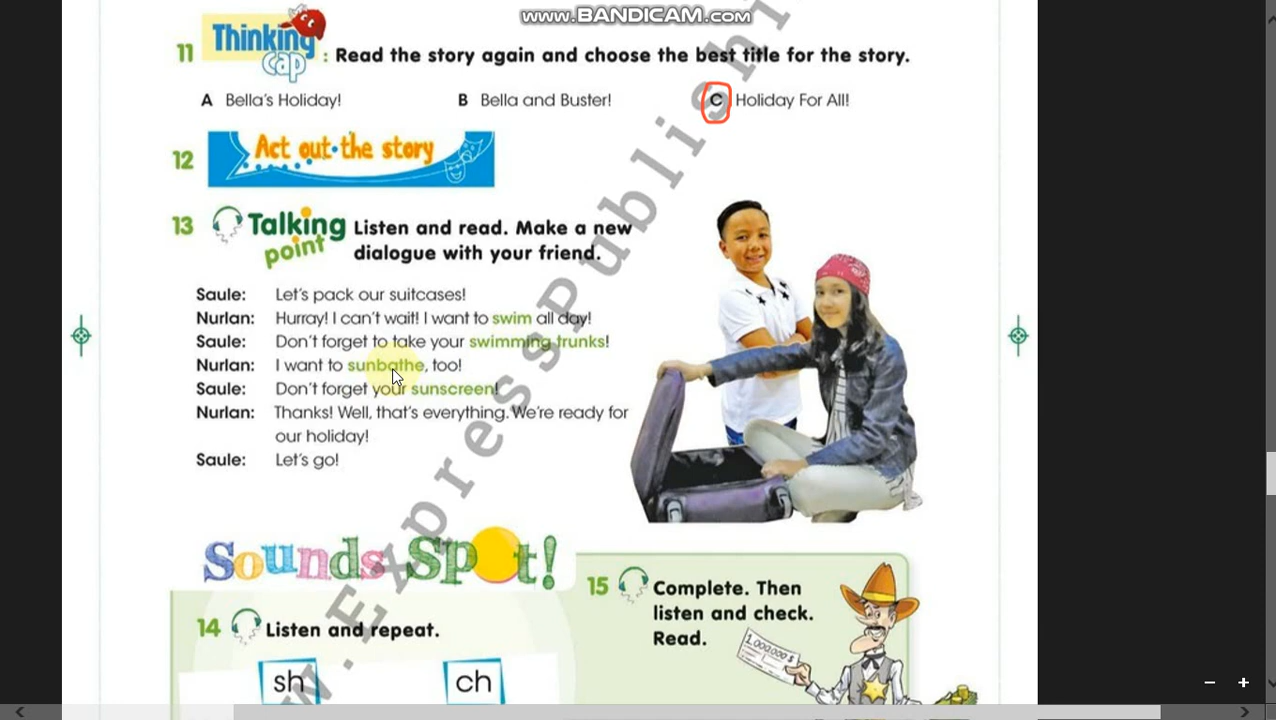 www.BANDICAM.com
11 Thinking Cap : Read the story again and choose the best title for the story.
A Bella's Holiday! B Bella and Buster! C Holiday For All!
12 Act out the story
13 Talking point Listen and read. Make a new
dialogue with your friend.
Saule: Let's pack our suitcases!
Nurlan: Hurray! I can't wait! I want to swim all day!
Saule: Don't forget to take your swimming trunks!
Nurlan: I want to sunbathe, too!
Saule: Don't forget your sunscreen!
Nurlan: Thanks! Well, that's everything. We're ready for
our holiday!
Saule: Let's go!
Sounds Spot!
14 Listen and repeat.
sh ch
15 Complete. Then
listen and check.
Read.
1.000.000 $
w.ExpressPublishi